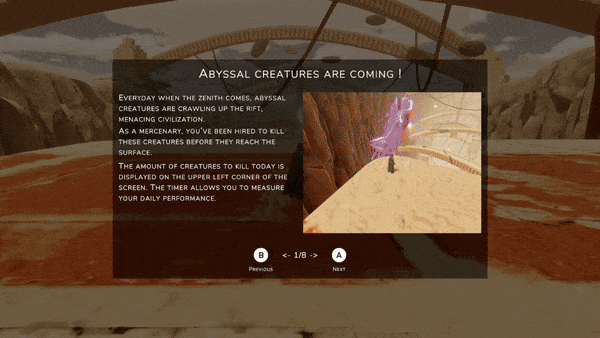 Abyssal creatures are coming !
Everyday when the zenith comes, abyssal
creatures are crawling up the rift,
menacing civilization.
As a mercenary, you've been hired to kill
these creatures before they reach the
surface.
The amount of creatures to kill today is
displayed on the upper left corner of the
screen. The timer allows you to measure
your daily performance.
B <- 1/8 -> A
Previous Next